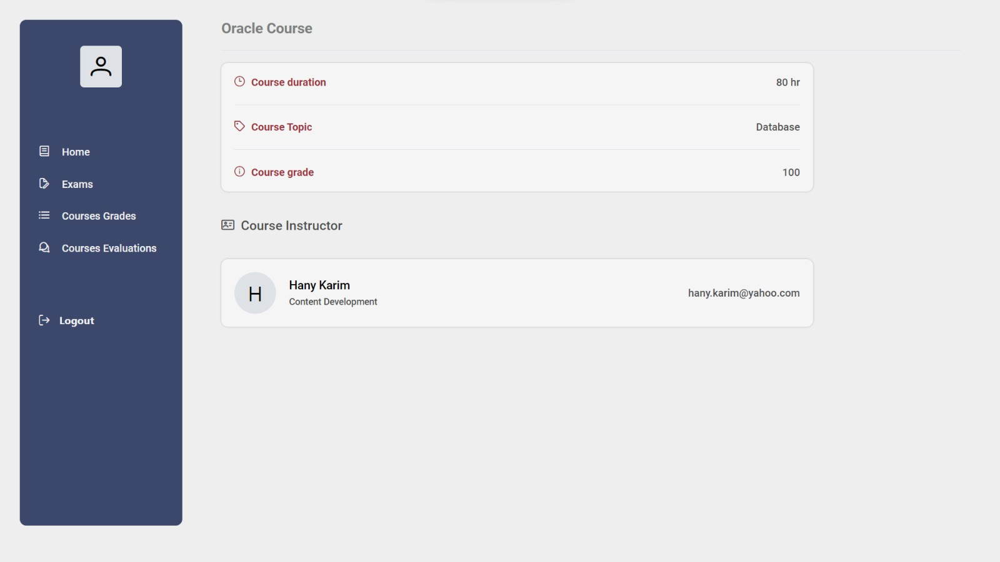 Oracle Course
Course duration 80 hr
Course Topic Database
Course grade 100
Course Instructor
H
Hany Karim
Content Development
hany.karim@yahoo.com
Home
Exams
Courses Grades
Courses Evaluations
Logout